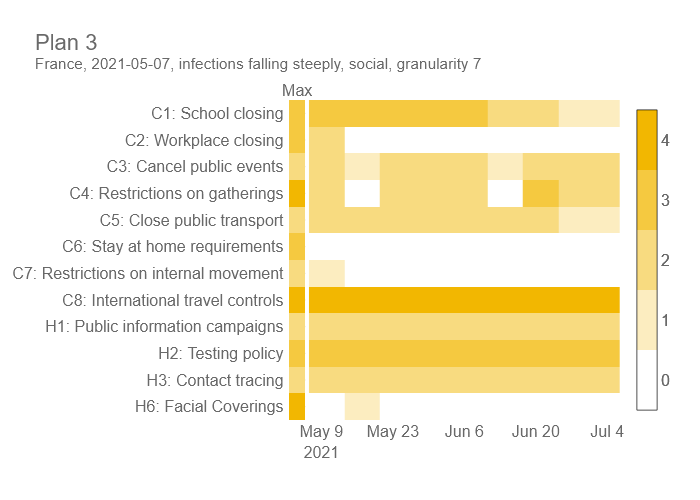 Plan 3
France, 2021-05-07, infections falling steeply, social, granularity 7
Max
C1: School closing
C2: Workplace closing
C3: Cancel public events
C4: Restrictions on gatherings
C5: Close public transport
C6: Stay at home requirements
C7: Restrictions on internal movement
C8: International travel controls
H1: Public information campaigns
H2: Testing policy
H3: Contact tracing
H6: Facial Coverings
4
3
2
1
0
May 9 May 23 Jun 6 Jun 20 Jul 4
2021